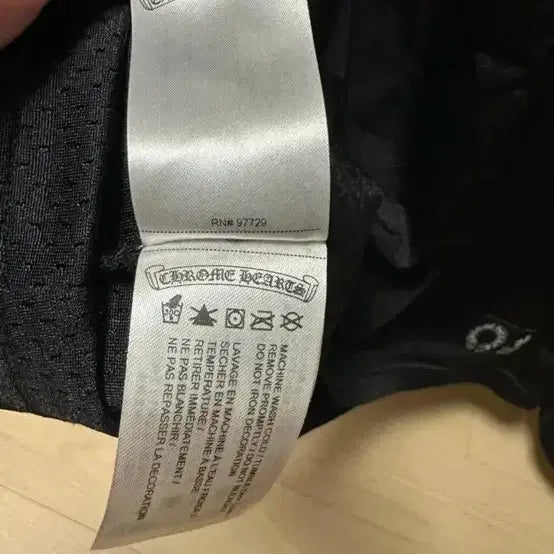 RN# 97729
CHROME HEARTS
MACHINE WASH COLD /
REMOVE PROMPTLY / TUMBLE
DO NOT IRON DECORATION
LAVAGE EN MACHINE À L'EAU FROIDE /
SÉCHER EN MACHINE À BASSE
TEMPÉRATURE /
RETIRER IMMÉDIATEMENT /
NE PAS BLANCHIR /
NE PAS REPASSER LA DÉCORATION